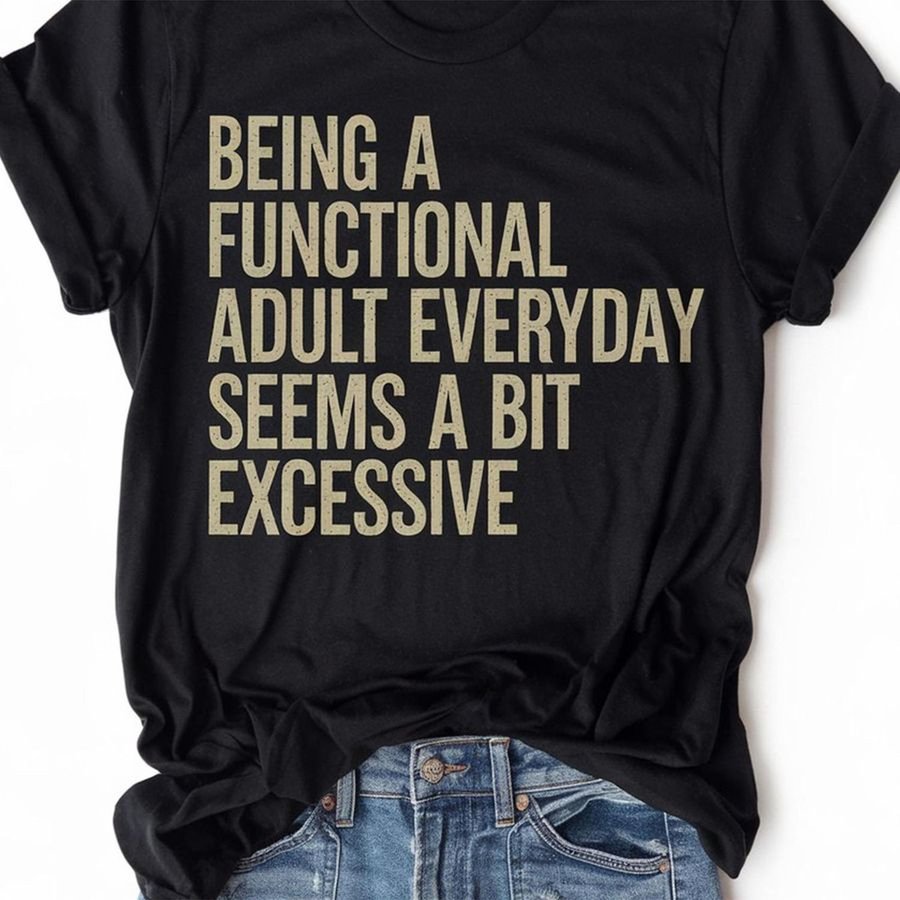 BEING A
FUNCTIONAL
ADULT EVERYDAY
SEEMS A BIT
EXCESSIVE